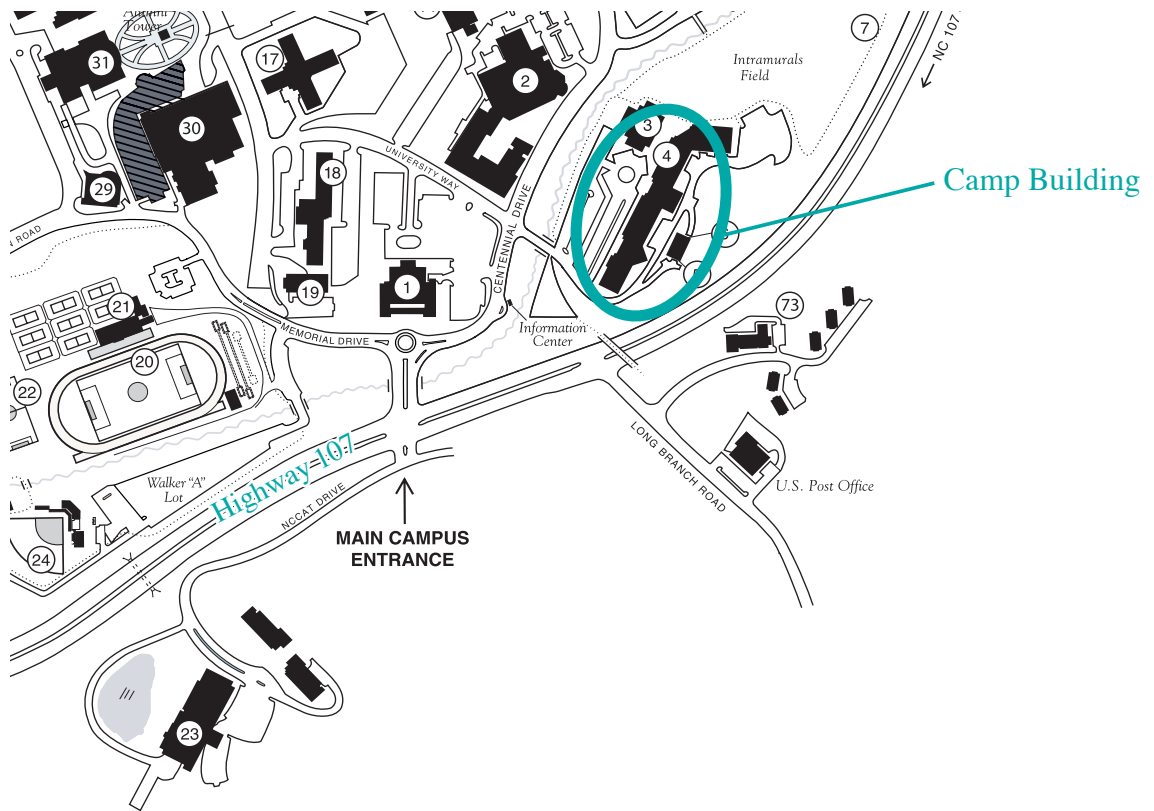 Tower
31
17
2
7
NC 107
Intramurals
Field
30
3
4
Camp Building
18
UNIVERSITY WAY
29
CENTENNIAL DRIVE
ROAD
19
1
21
MEMORIAL DRIVE
Information
Center
73
20
22
Highway 107
LONG BRANCH ROAD
Walker "A"
Lot
U.S. Post Office
NCCAT DRIVE
MAIN CAMPUS
ENTRANCE
24
23